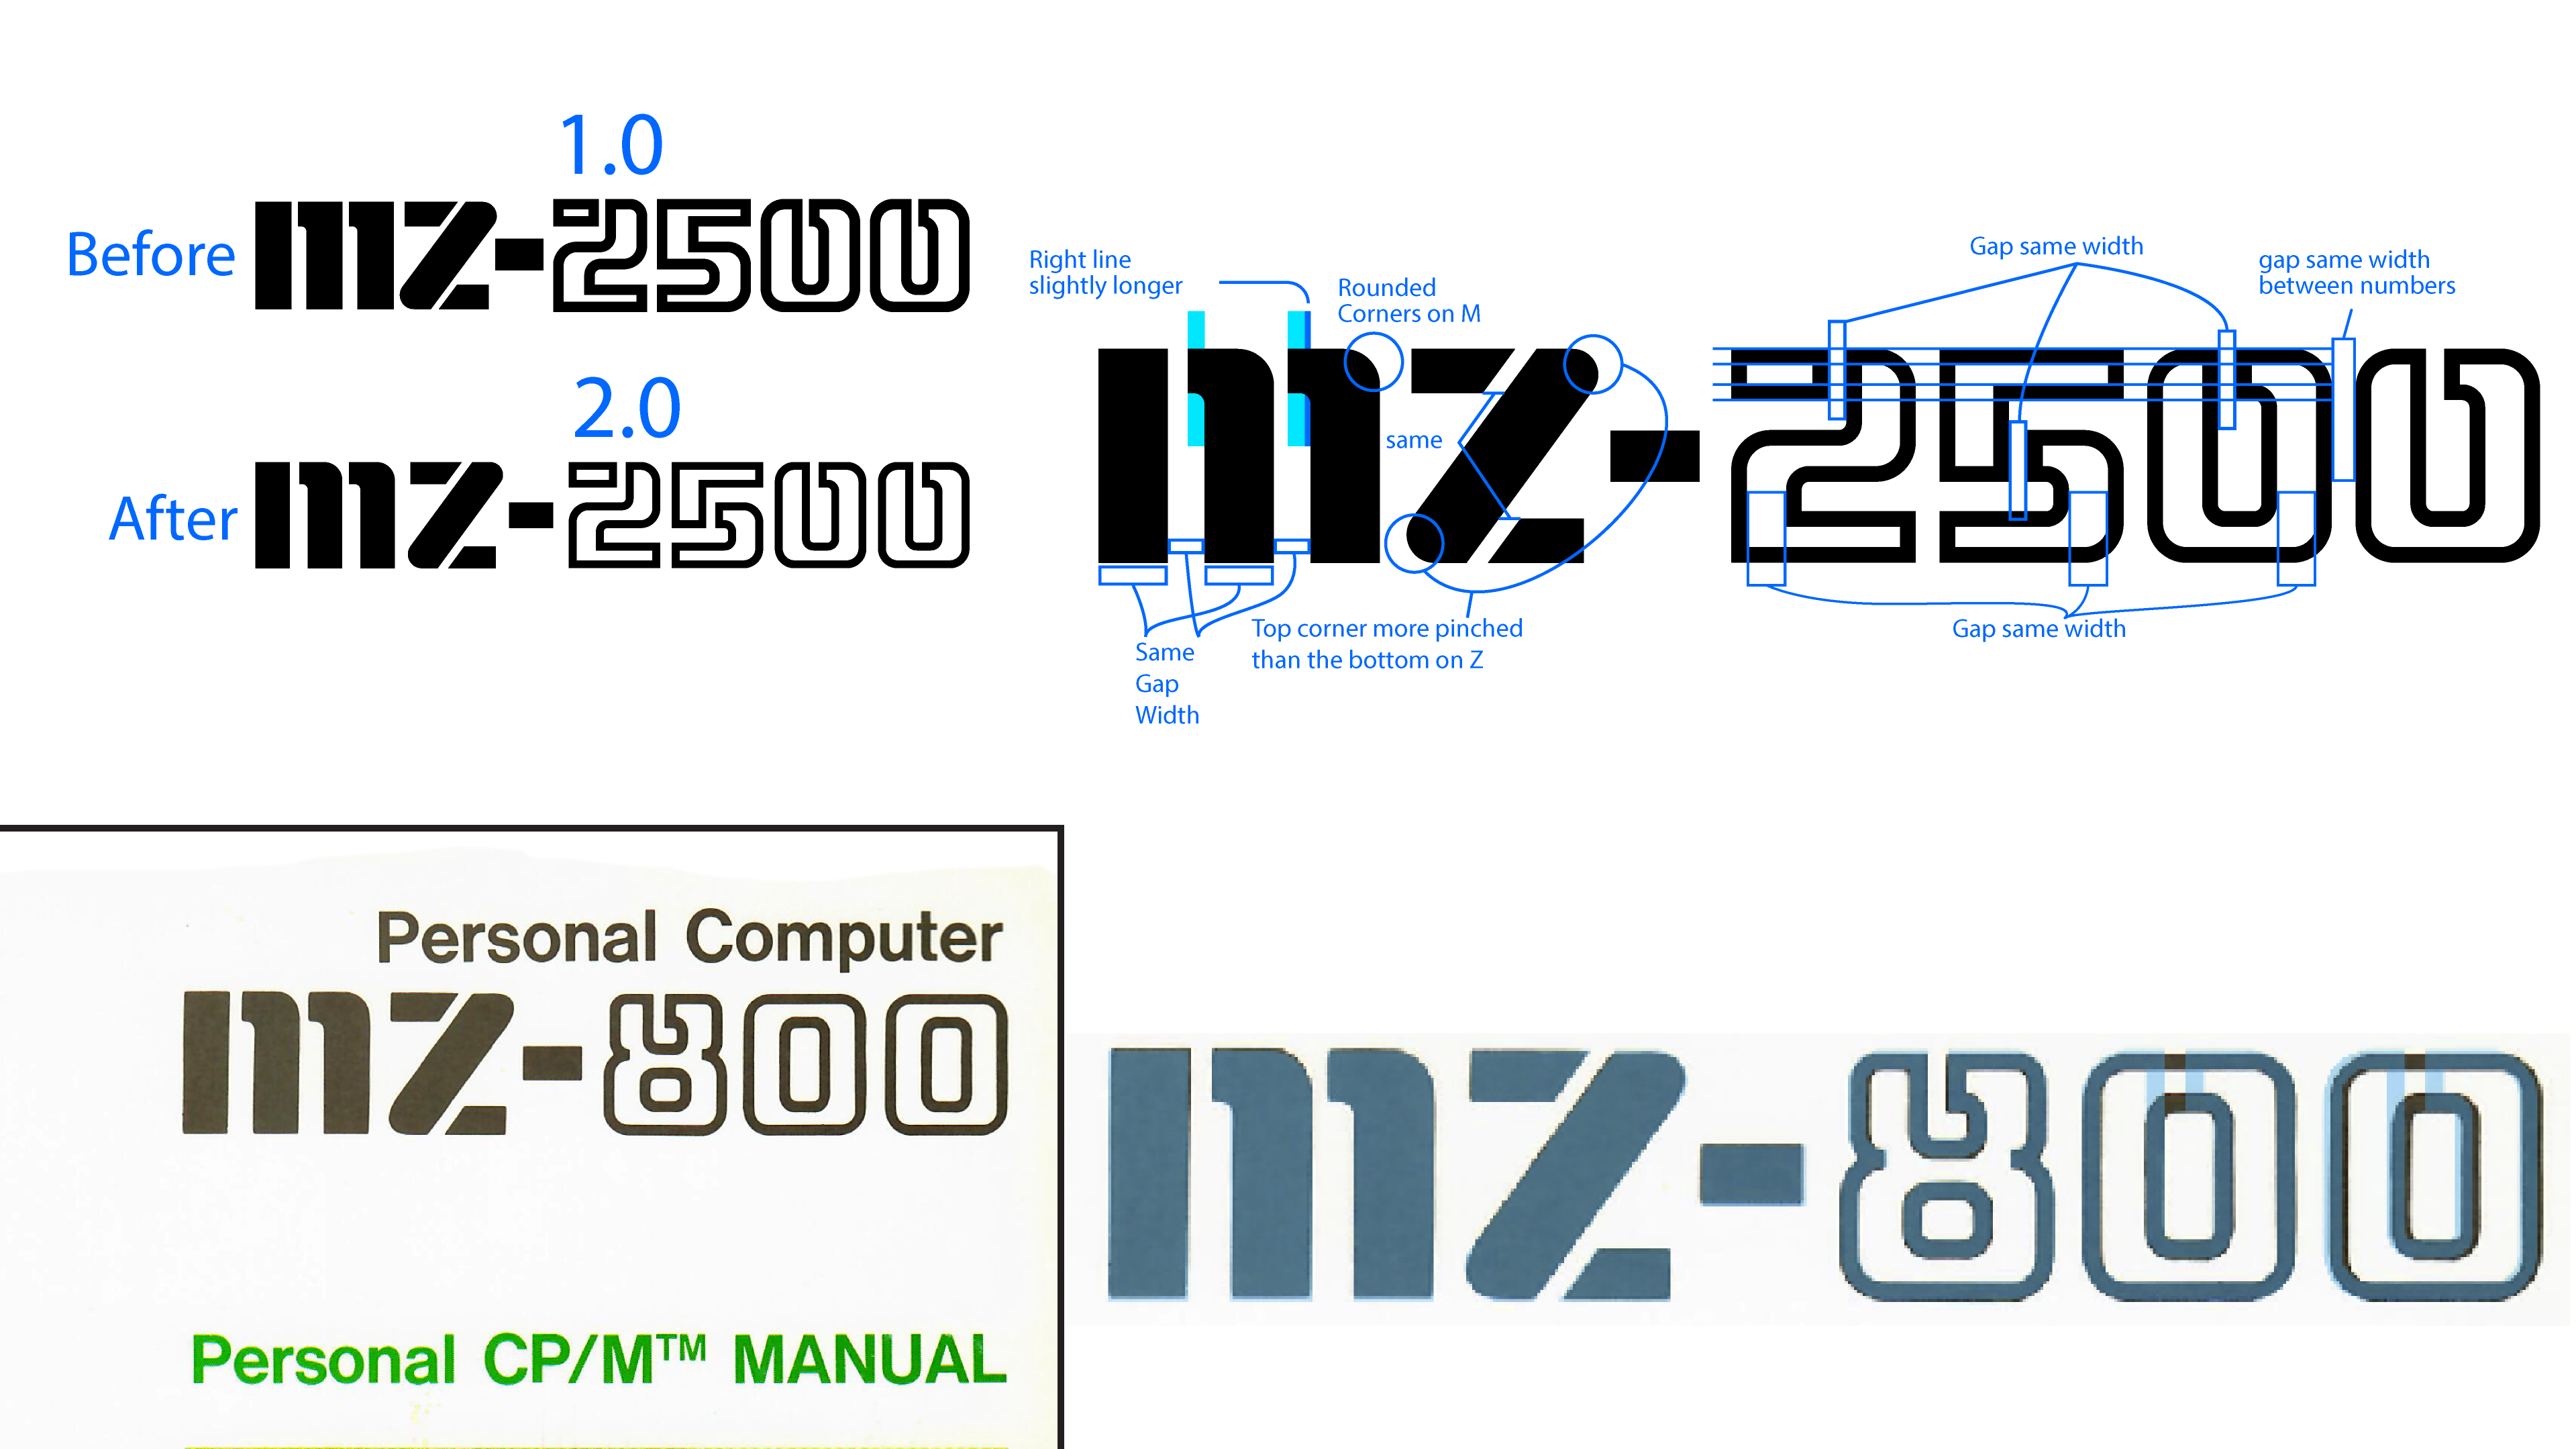 1.0
Before mz-2500
2.0
After mz-2500
Right line
slightly longer
Rounded
Corners on M
Gap same width
gap same width
between numbers
mz-2500
same
Same
Gap
Width
Top corner more pinched
than the bottom on Z
Gap same width
Personal Computer
mz-800
Personal CP/M™ MANUAL
mz-800